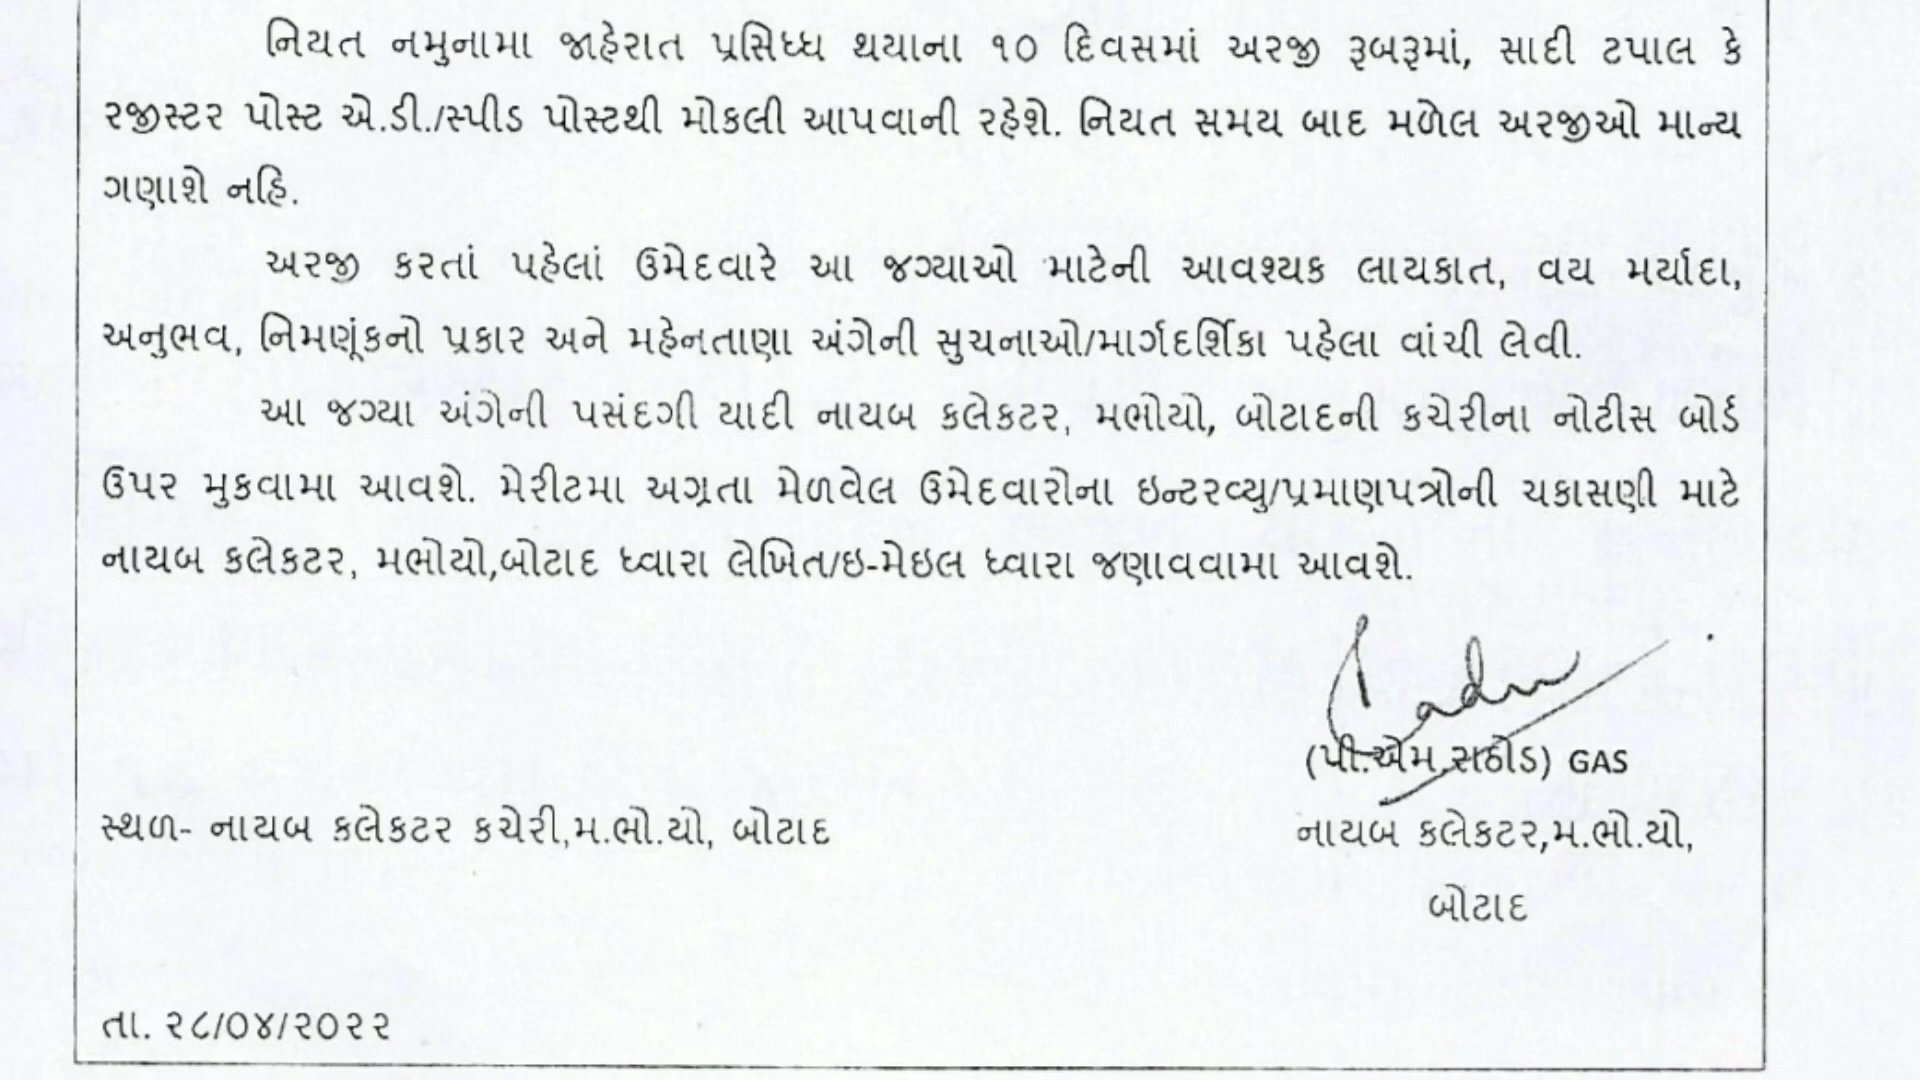 નિયત નમુનામા જાહેરાત પ્રસિધ્ધ થયાના ૧૦ દિવસમાં અરજી રૂબરૂમાં, સાદી ટપાલ કે
રજીસ્ટર પોસ્ટ એ.ડી./સ્પીડ પોસ્ટથી મોકલી આપવાની રહેશે. નિયત સમય બાદ મળેલ અરજીઓ માન્ય
ગણાશે નહિ.
અરજી કરતાં પહેલાં ઉમેદવારે આ જગ્યાઓ માટેની આવશ્યક લાયકાત, વય મર્યાદા,
અનુભવ, નિમણૂંકનો પ્રકાર અને મહેનતાણા અંગેની સુચનાઓ/માર્ગદર્શિકા પહેલા વાંચી લેવી.
આ જગ્યા અંગેની પસંદગી યાદી નાયબ કલેકટર, મભોયો, બોટાદની કચેરીના નોટીસ બોર્ડ
ઉપર મુકવામા આવશે. મેરીટમા અગ્રતા મેળવેલ ઉમેદવારોના ઇન્ટરવ્યુ/પ્રમાણપત્રોની ચકાસણી માટે
નાયબ કલેકટર, મભોયો,બોટાદ ધ્વારા લેખિત/ઇ-મેઇલ ધ્વારા જણાવવામા આવશે.
(પી.એમ.રાઠોડ) GAS
સ્થળ- નાયબ કલેકટર કચેરી,મ.ભો.યો, બોટાદ
નાયબ કલેકટર,મ.ભો.યો,
બોટાદ
તા. ૨૮/૦૪/૨૦૨૨